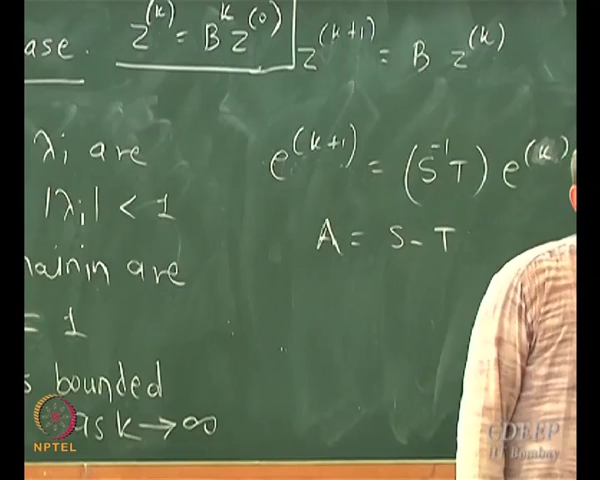 ase. z^(k) = B^k z^(0)
z^(k+1) = B z^(k)
λi are
|λi| < 1
mainin are
= 1
s bounded
as k → ∞
e^(k+1) = (S^-1 T) e^(k)
A = S - T
NPTEL
CDEEP
IIT Bombay